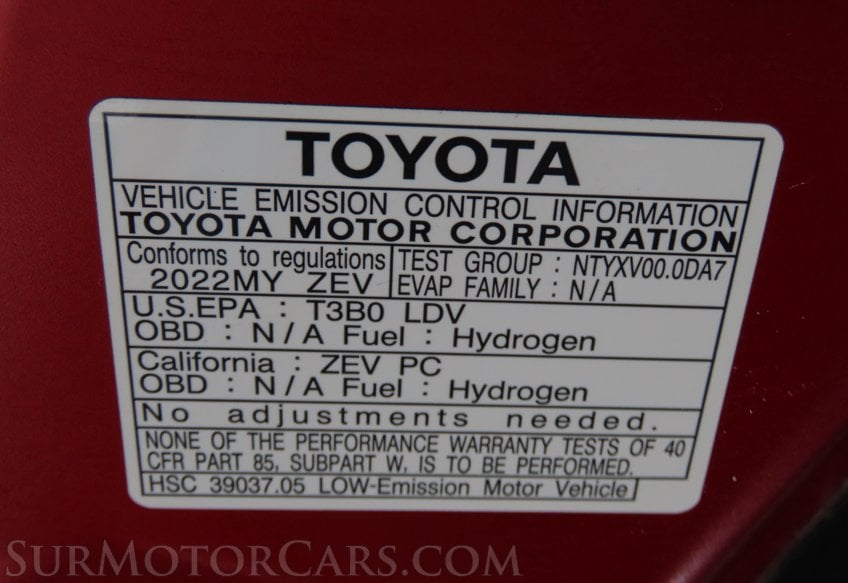 TOYOTA
VEHICLE EMISSION CONTROL INFORMATION
TOYOTA MOTOR CORPORATION
Conforms to regulations
2022MY ZEV
TEST GROUP : NTYXV00.0DA7
EVAP FAMILY : N/A
U.S.EPA : T3B0 LDV
OBD : N/A Fuel : Hydrogen
California : ZEV PC
OBD : N/A Fuel : Hydrogen
No adjustments needed.
NONE OF THE PERFORMANCE WARRANTY TESTS OF 40
CFR PART 85, SUBPART W, IS TO BE PERFORMED.
HSC 39037.05 LOW-Emission Motor Vehicle
SURMOTORCARS.COM